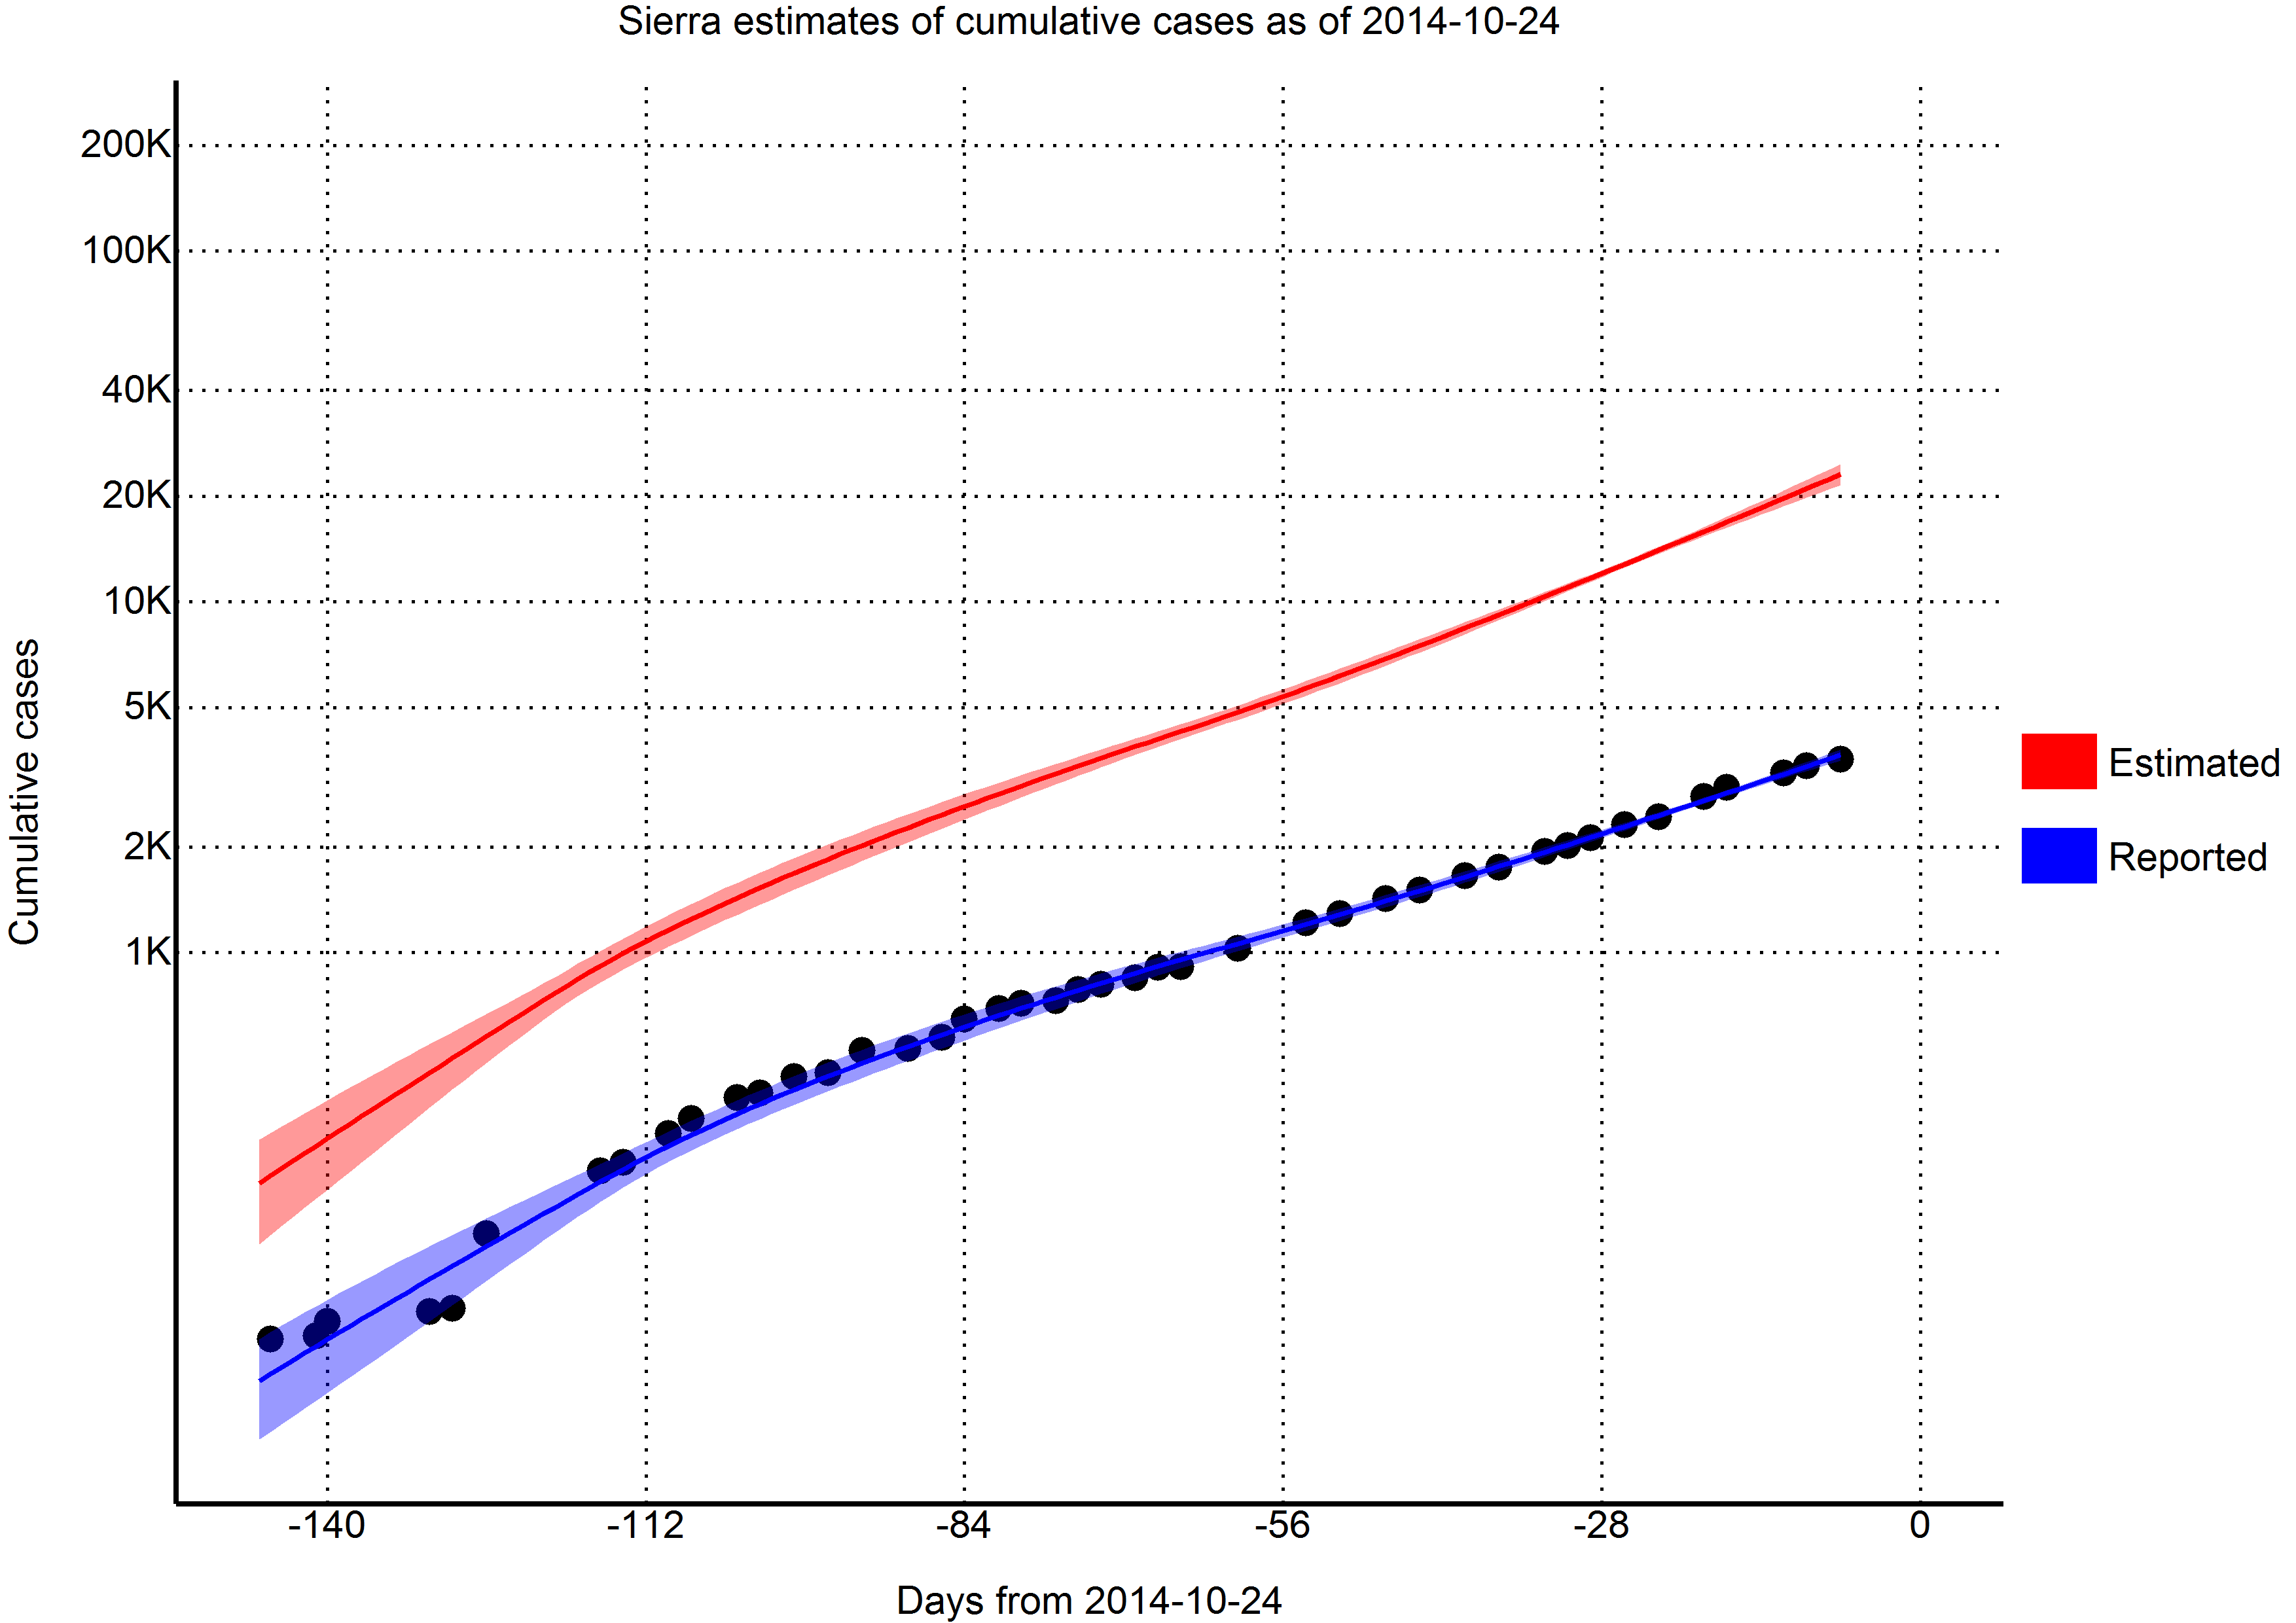 Sierra estimates of cumulative cases as of 2014-10-24
200K
100K
40K
20K
10K
5K
2K
1K
Cumulative cases
Estimated
Reported
-140 -112 -84 -56 -28 0
Days from 2014-10-24